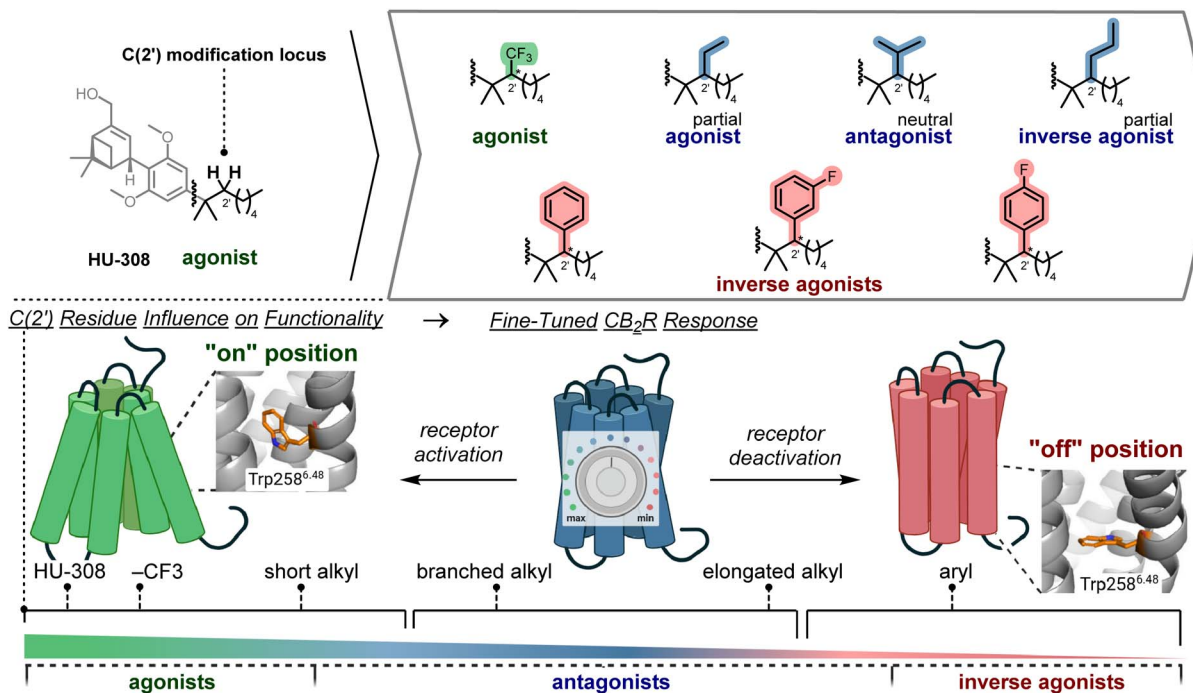 C(2') modification locus
HO
O
O
H
H H
2'
( )4
HU-308 agonist
CF3
*
2'
( )4
agonist
2'
( )4
partial
agonist
2'
( )4
neutral
antagonist
2'
( )4
partial
inverse agonist
*
2'
( )4
F
*
2'
( )4
F
*
2'
( )4
inverse agonists
C(2') Residue Influence on Functionality → Fine-Tuned CB2R Response
"on" position
Trp258^6.48
receptor
activation
max min
receptor
deactivation
"off" position
Trp258^6.48
HU-308 –CF3 short alkyl branched alkyl elongated alkyl aryl
agonists antagonists inverse agonists